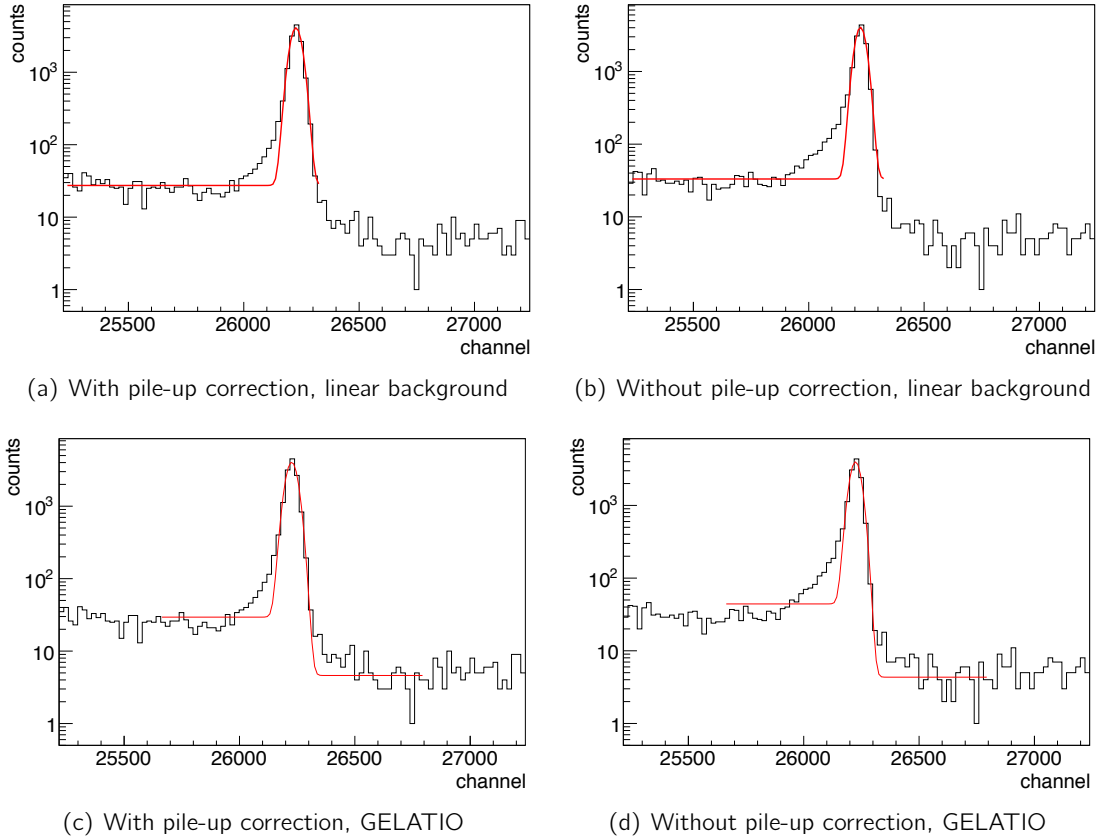 counts
10³
10²
10
1
25500 26000 26500 27000
channel
(a) With pile-up correction, linear background
counts
10³
10²
10
1
25500 26000 26500 27000
channel
(b) Without pile-up correction, linear background
counts
10³
10²
10
1
25500 26000 26500 27000
channel
(c) With pile-up correction, GELATIO
counts
10³
10²
10
1
25500 26000 26500 27000
channel
(d) Without pile-up correction, GELATIO